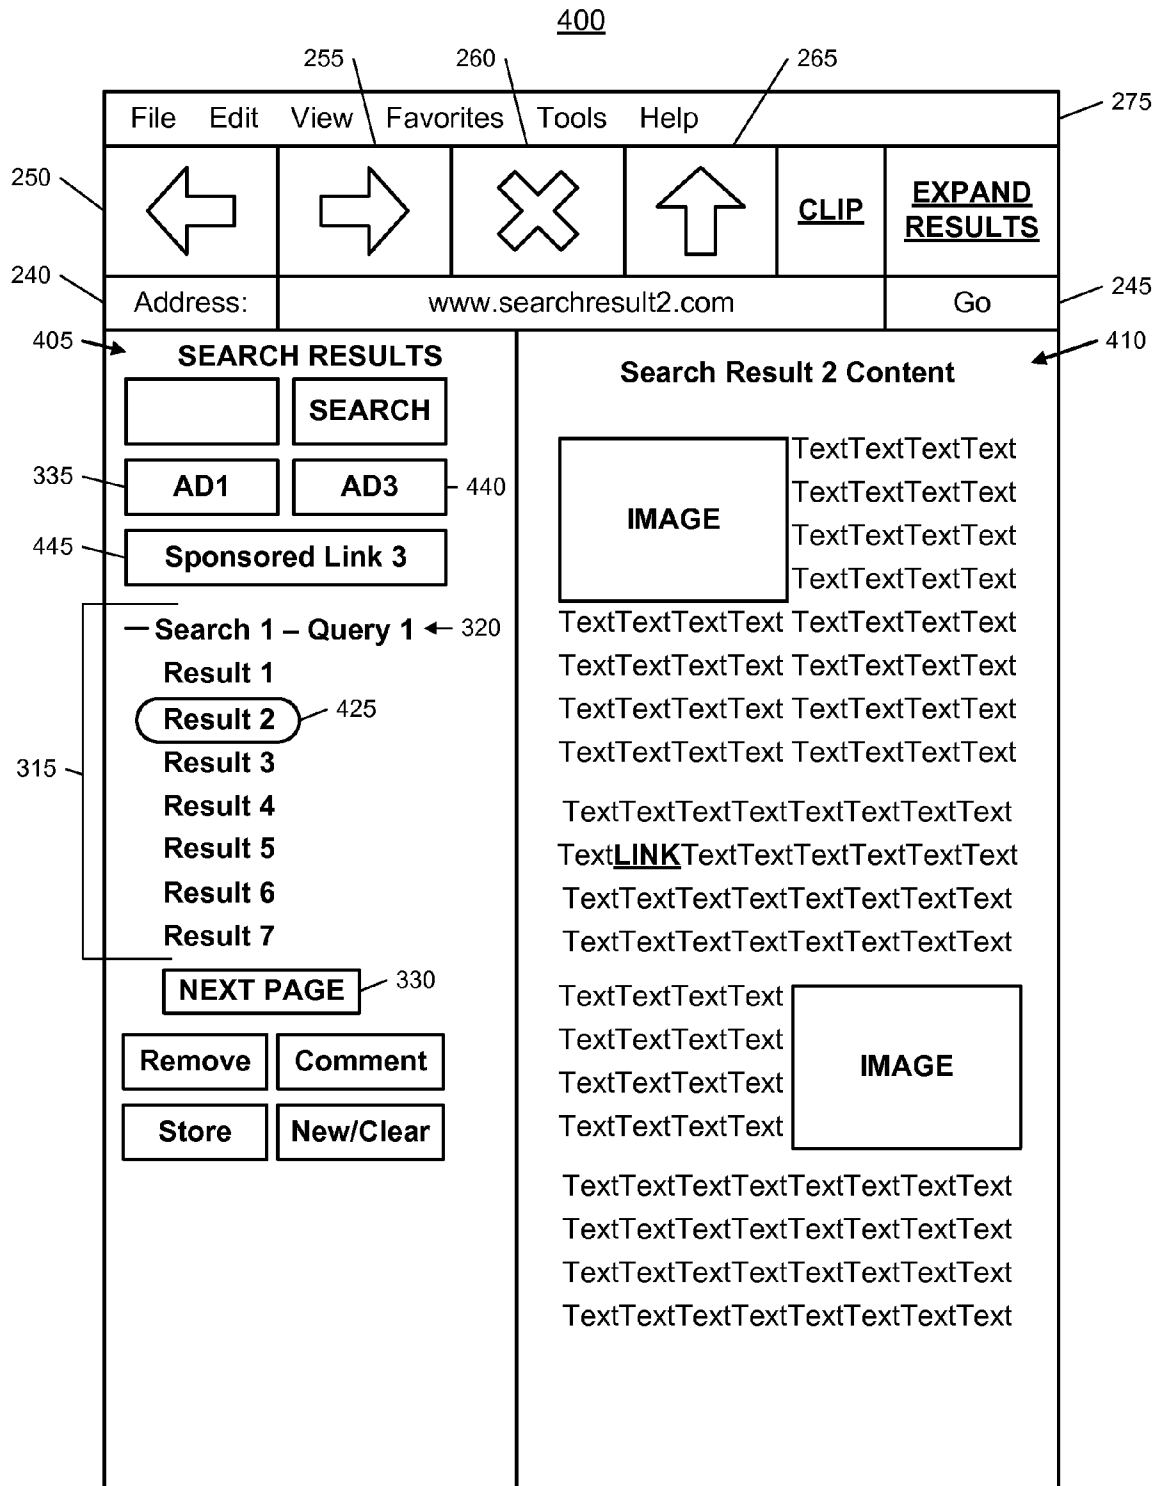 400
255 260 265
File Edit View Favorites Tools Help 275
250
CLIP EXPAND RESULTS
240 Address: www.searchresult2.com Go 245
405 SEARCH RESULTS
SEARCH
335 AD1 AD3 440
445 Sponsored Link 3
– Search 1 – Query 1 320
Result 1
Result 2 425
Result 3
315
Result 4
Result 5
Result 6
Result 7
NEXT PAGE 330
Remove Comment
Store New/Clear
410
Search Result 2 Content
IMAGE
TextTextTextText
TextTextTextText
TextTextTextText
TextTextTextText
TextTextTextText TextTextTextText
TextTextTextText TextTextTextText
TextTextTextText TextTextTextText
TextTextTextText TextTextTextText
TextTextTextTextTextTextTextText
TextLINKTextTextTextTextTextText
TextTextTextTextTextTextTextText
TextTextTextTextTextTextTextText
TextTextTextText
TextTextTextText
TextTextTextText
TextTextTextText
IMAGE
TextTextTextTextTextTextTextText
TextTextTextTextTextTextTextText
TextTextTextTextTextTextTextText
TextTextTextTextTextTextTextText